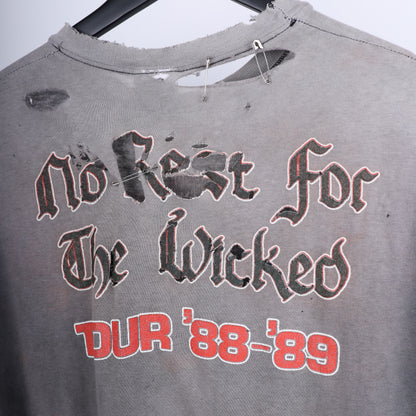 No Rest For
The Wicked
TOUR '88-'89